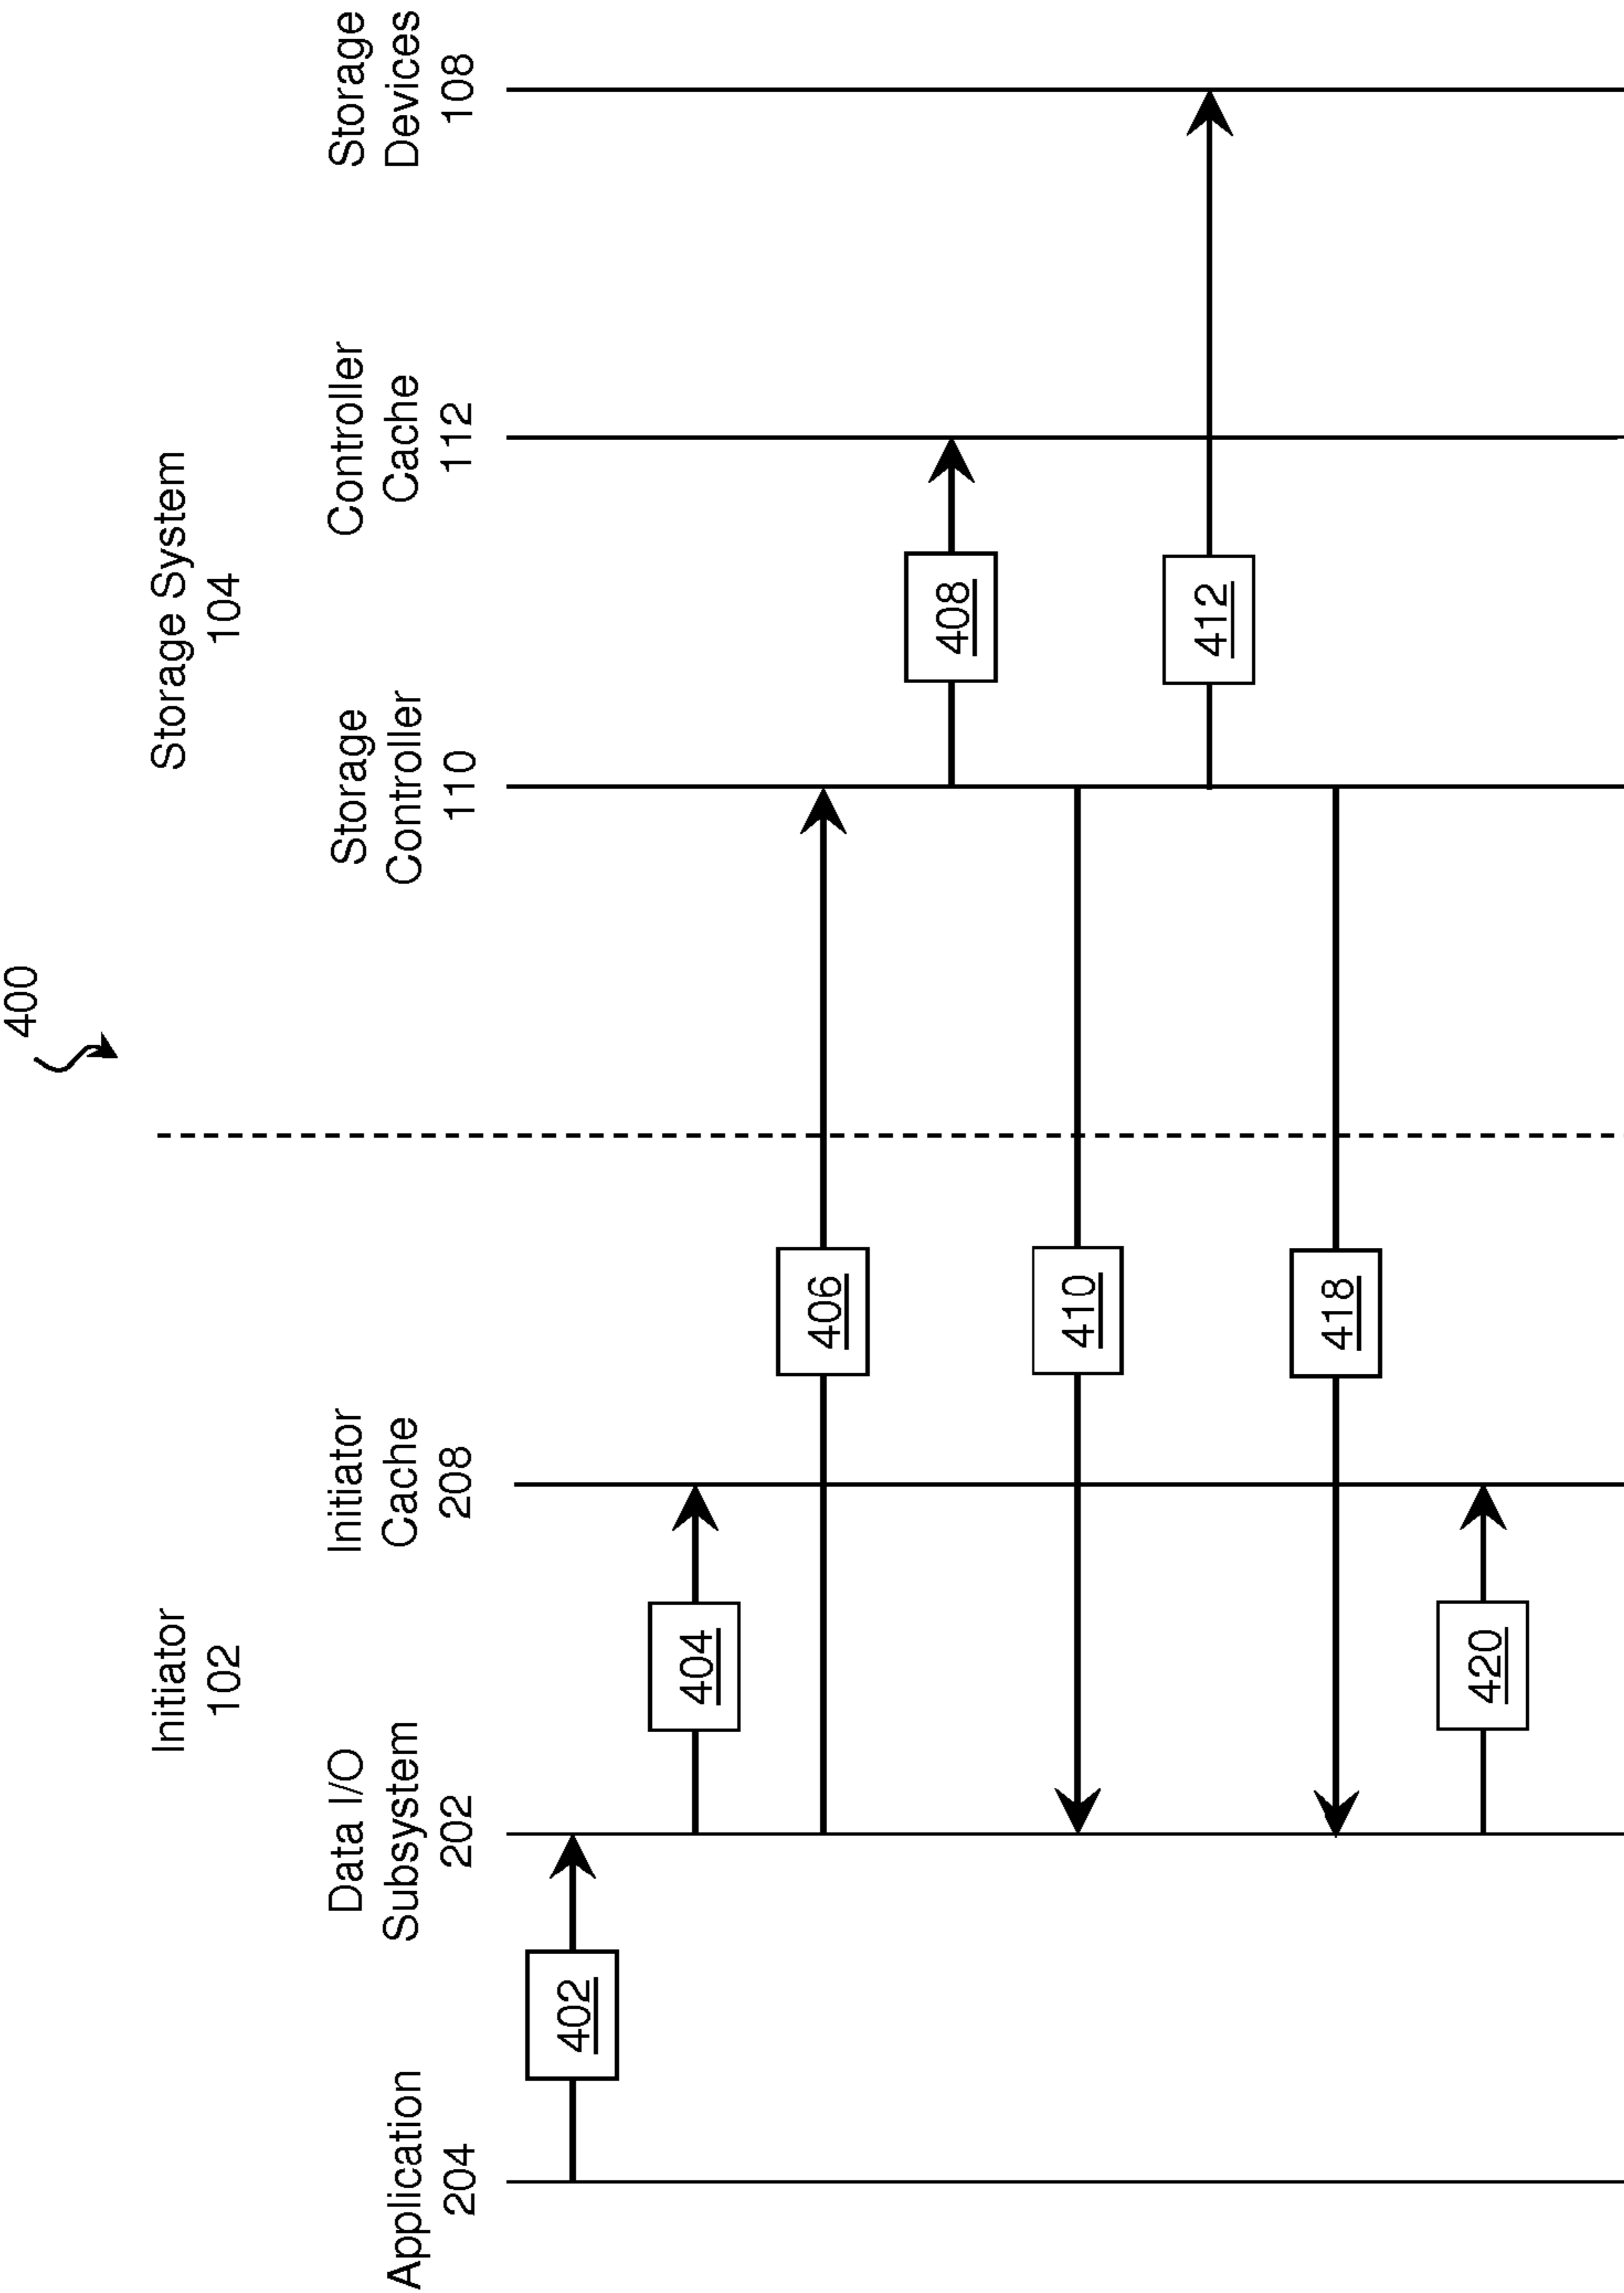 400
Initiator
102
Storage System
104
Application
204
Data I/O
Subsystem
202
Initiator
Cache
208
Storage
Controller
110
Controller
Cache
112
Storage
Devices
108
402
404
406
408
410
412
418
420